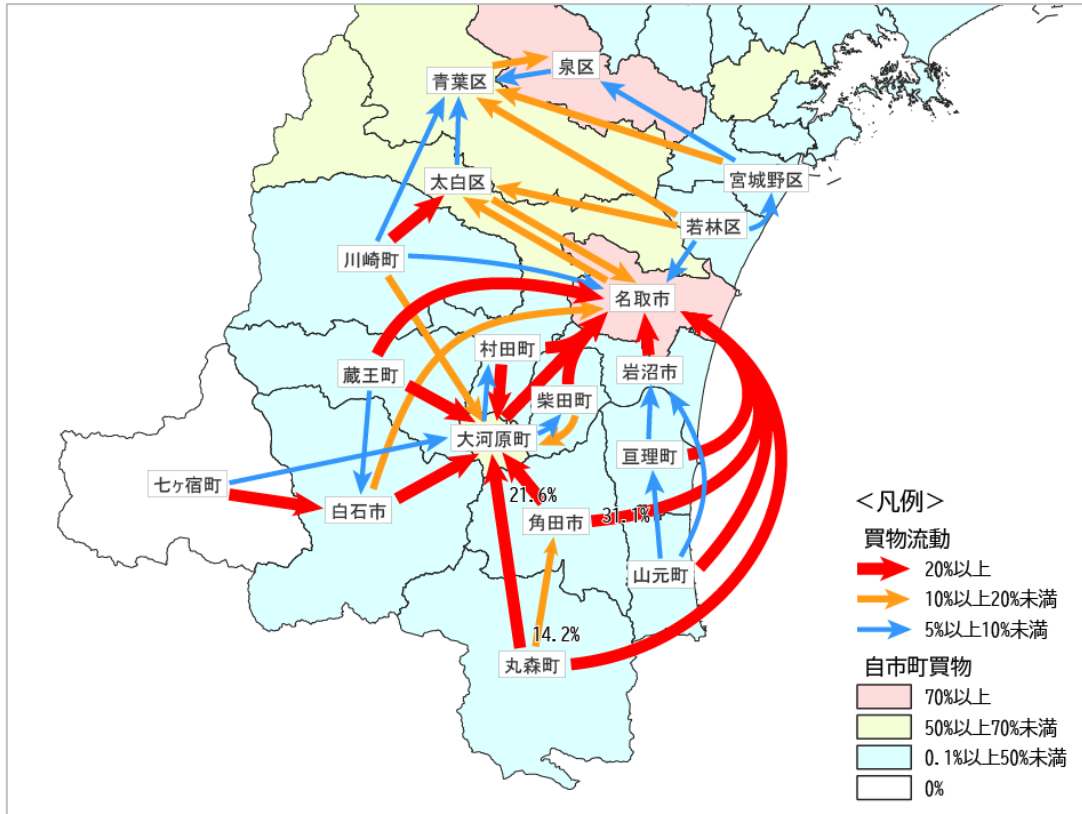 泉区
青葉区
太白区
宮城野区
若林区
川崎町
名取市
村田町
岩沼市
蔵王町
柴田町
大河原町
亘理町
七ヶ宿町
21.6%
白石市
角田市
31.1%
山元町
14.2%
丸森町
<凡例>
買物流動
20%以上
10%以上20%未満
5%以上10%未満
自市町買物
70%以上
50%以上70%未満
0.1%以上50%未満
0%